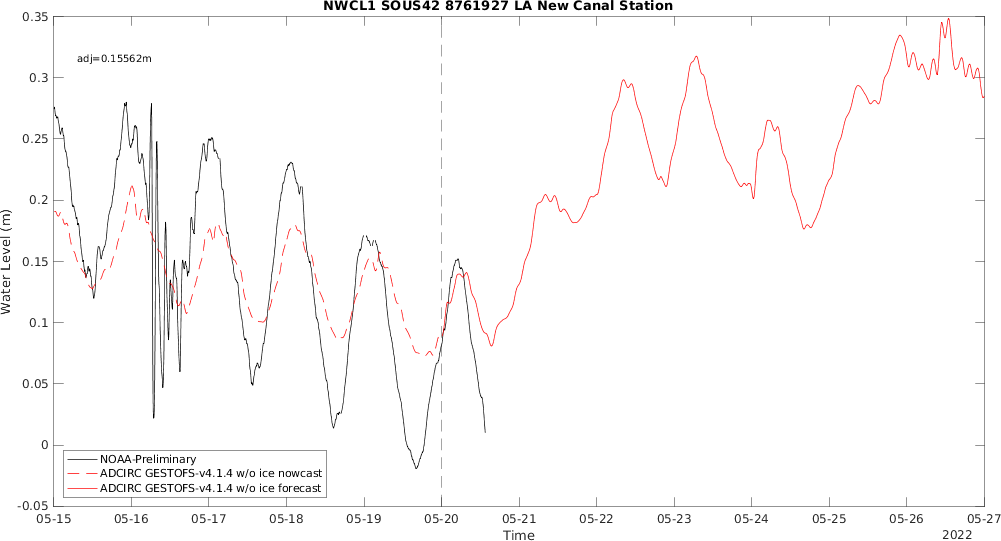 NWCL1 SOUS42 8761927 LA New Canal Station
adj=0.15562m
Water Level (m)
0.35
0.3
0.25
0.2
0.15
0.1
0.05
0
-0.05
NOAA-Preliminary
ADCIRC GESTOFS-v4.1.4 w/o ice nowcast
ADCIRC GESTOFS-v4.1.4 w/o ice forecast
05-15 05-16 05-17 05-18 05-19 05-20 05-21 05-22 05-23 05-24 05-25 05-26 05-27
Time
2022